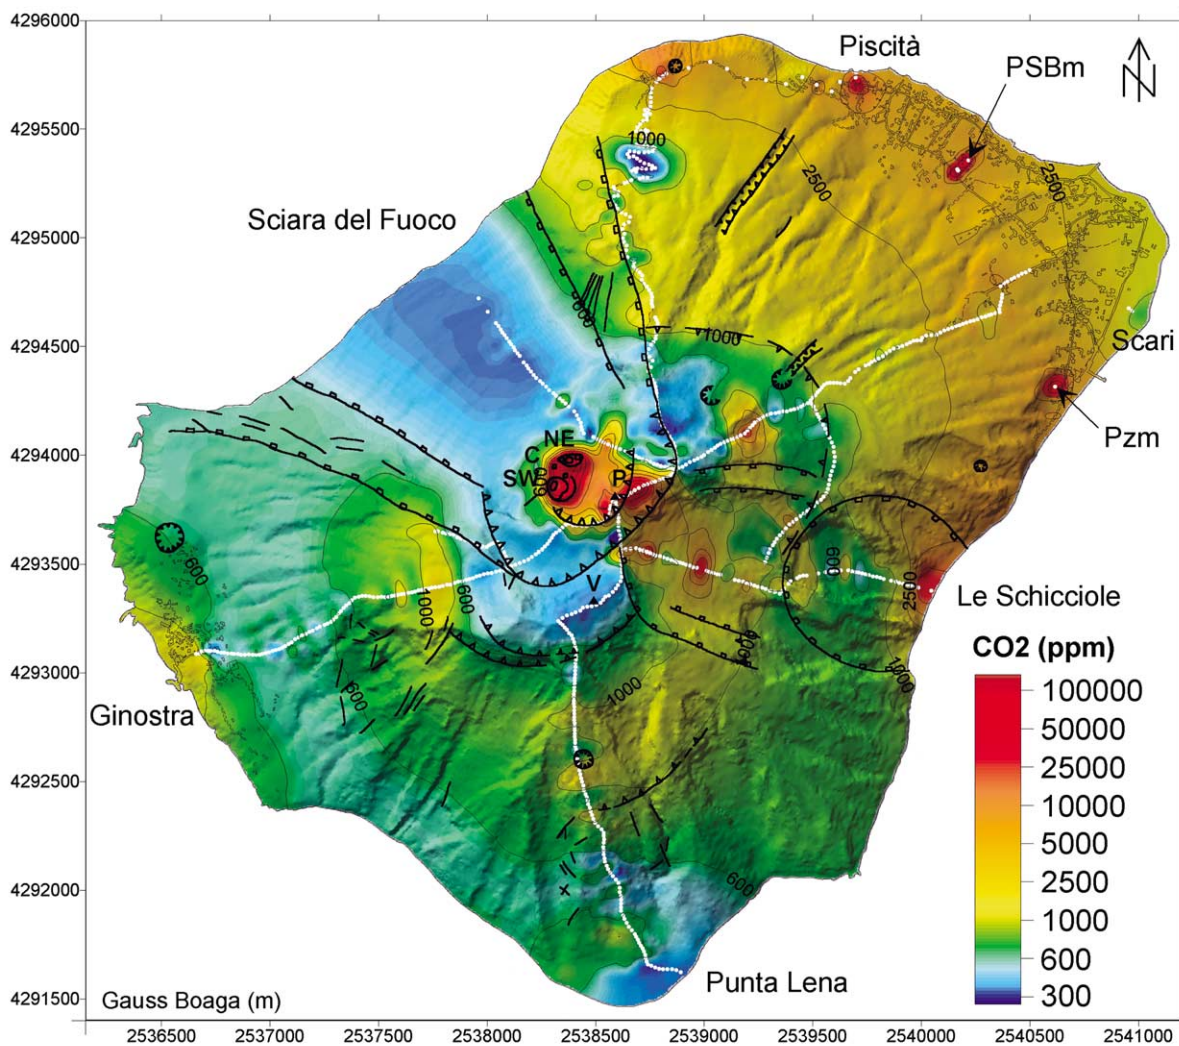 4296000
Piscità
PSBm
N
4295500
1000
2500
2500
Sciara del Fuoco
4295000
600
1000
Scari
4294500
NE
C
SW
600
P
Pzm
4294000
4293500
600
600
1000
600
2500
V
Le Schicciole
CO2 (ppm)
100000
50000
25000
10000
5000
2500
1000
600
300
4293000
600
1000
600
1000
Ginostra
4292500
4292000
600
Punta Lena
4291500
Gauss Boaga (m)
2536500 2537000 2537500 2538000 2538500 2539000 2539500 2540000 2540500 2541000